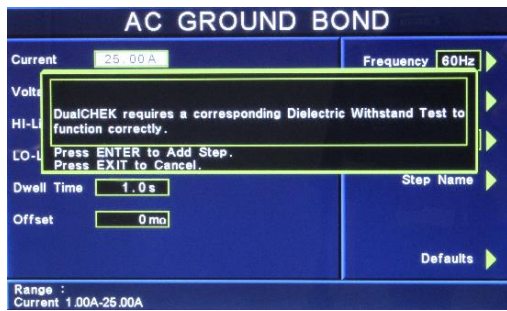 AC GROUND BOND
Current 25.00A
Frequency 60Hz
Volta
DualCHEK requires a corresponding Dielectric Withstand Test to
function correctly.
HI-Li
LO-L
Press ENTER to Add Step.
Press EXIT to Cancel.
Dwell Time 1.0s
Step Name
Offset 0mΩ
Defaults
Range :
Current 1.00A-25.00A